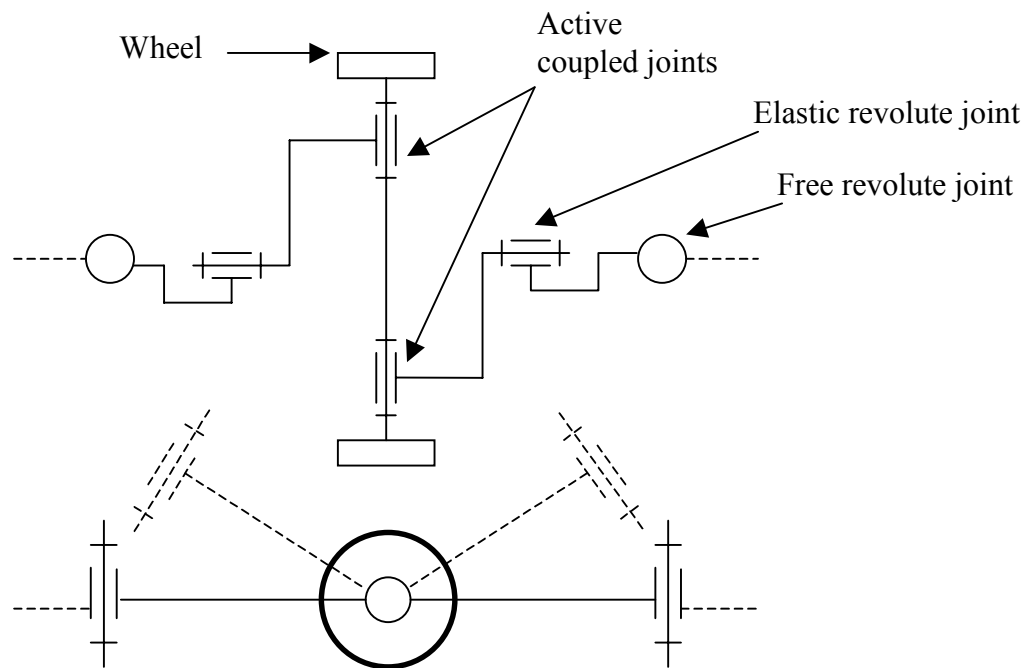 Wheel
Active
coupled joints
Elastic revolute joint
Free revolute joint